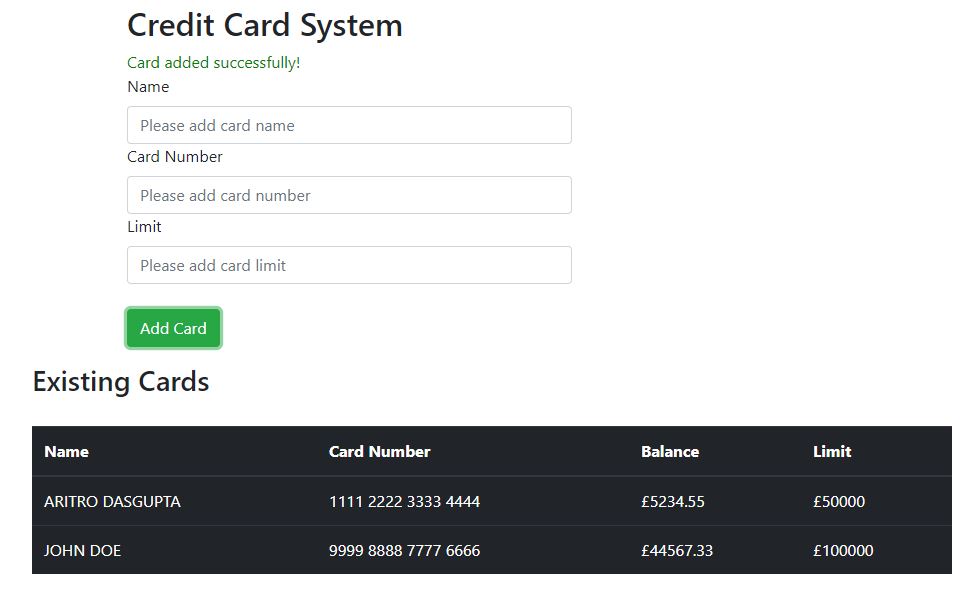 Credit Card System
Card added successfully!
Name
Please add card name
Card Number
Please add card number
Limit
Please add card limit
Add Card
Existing Cards
Name Card Number Balance Limit
ARITRO DASGUPTA 1111 2222 3333 4444 £5234.55 £50000
JOHN DOE 9999 8888 7777 6666 £44567.33 £100000